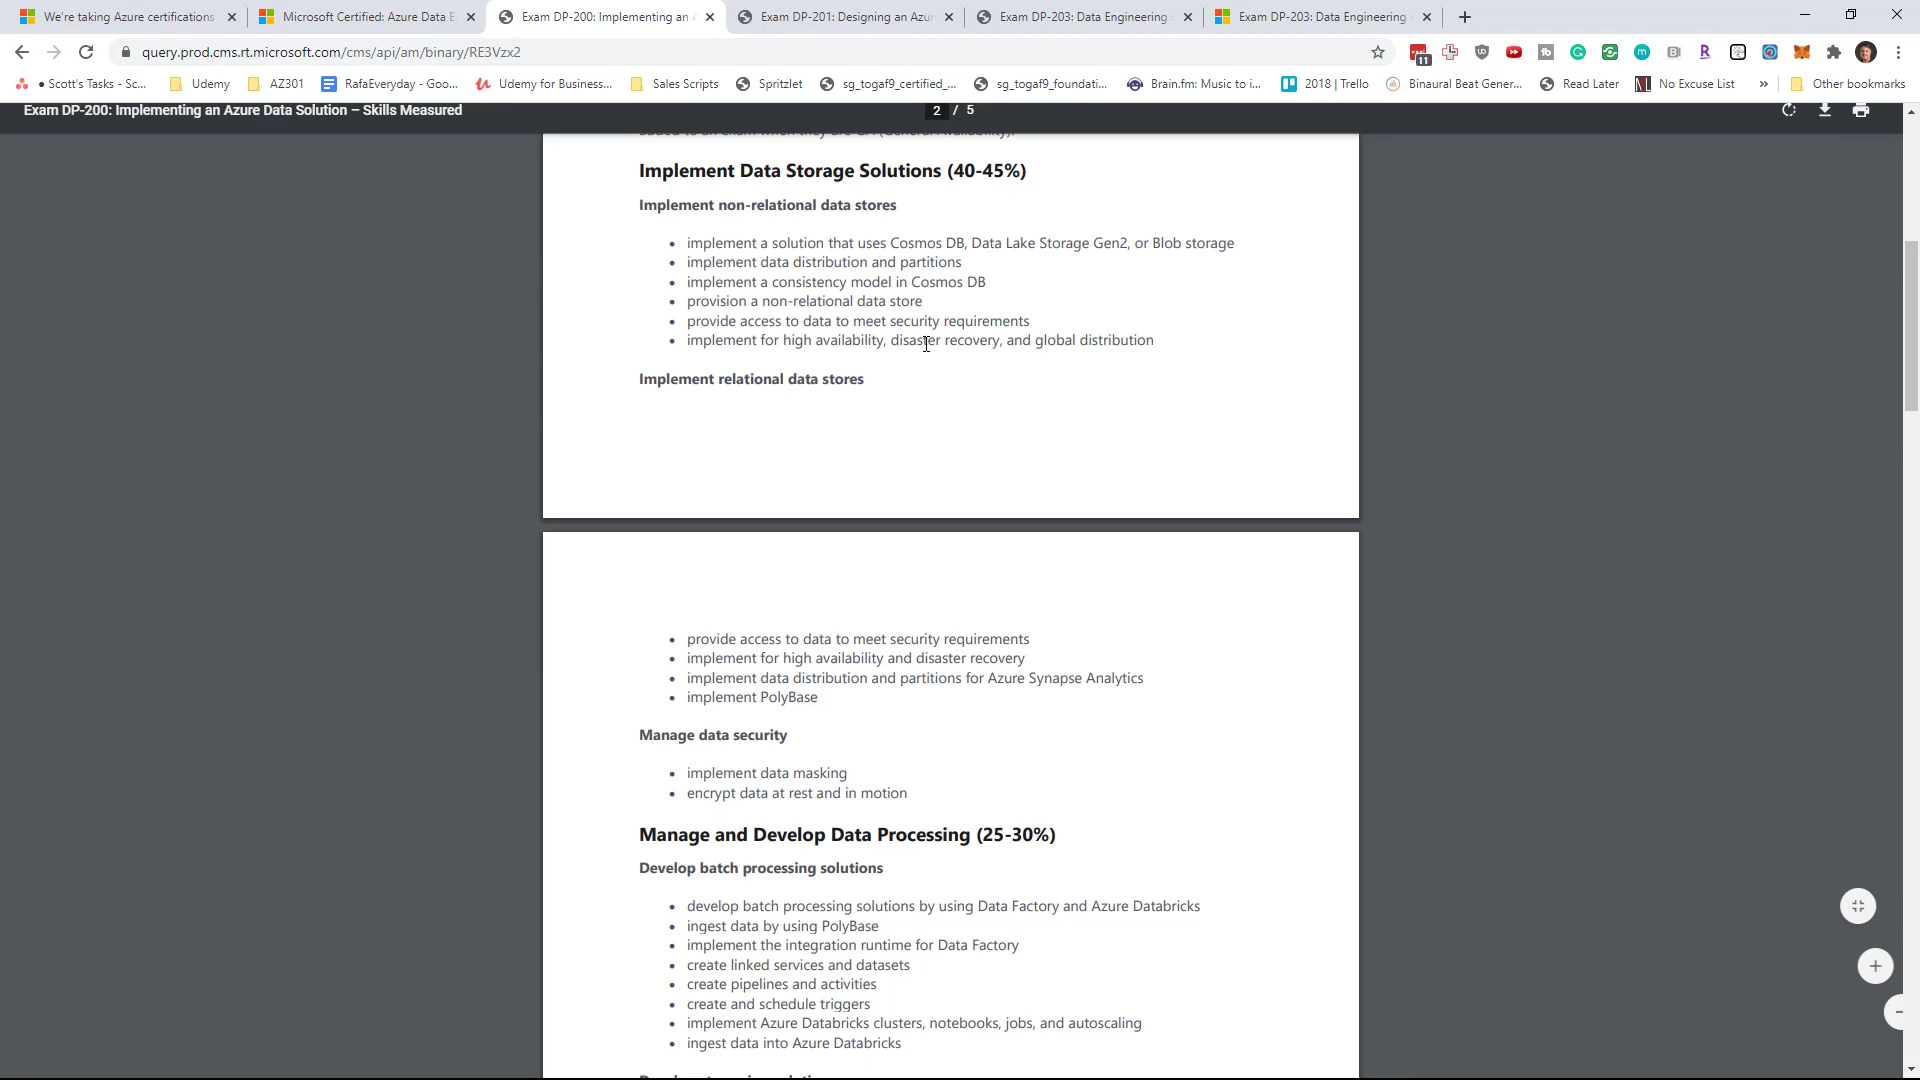 We're taking Azure certifications
Microsoft Certified: Azure Data E
Exam DP-200: Implementing an
Exam DP-201: Designing an Azur
Exam DP-203: Data Engineering
Exam DP-203: Data Engineering
query.prod.cms.rt.microsoft.com/cms/api/am/binary/RE3Vzx2
11
• Scott's Tasks - Sc...
Udemy
AZ301
RafaEveryday - Goo...
Udemy for Business...
Sales Scripts
Spritzlet
sg_togaf9_certified_...
sg_togaf9_foundati...
Brain.fm: Music to i...
2018 | Trello
Binaural Beat Gener...
Read Later
No Excuse List
»
Other bookmarks
Exam DP-200: Implementing an Azure Data Solution – Skills Measured
2 / 5
added to an exam when they are GA (General Availability).
Implement Data Storage Solutions (40-45%)
Implement non-relational data stores
• implement a solution that uses Cosmos DB, Data Lake Storage Gen2, or Blob storage
• implement data distribution and partitions
• implement a consistency model in Cosmos DB
• provision a non-relational data store
• provide access to data to meet security requirements
• implement for high availability, disaster recovery, and global distribution
Implement relational data stores
• provide access to data to meet security requirements
• implement for high availability and disaster recovery
• implement data distribution and partitions for Azure Synapse Analytics
• implement PolyBase
Manage data security
• implement data masking
• encrypt data at rest and in motion
Manage and Develop Data Processing (25-30%)
Develop batch processing solutions
• develop batch processing solutions by using Data Factory and Azure Databricks
• ingest data by using PolyBase
• implement the integration runtime for Data Factory
• create linked services and datasets
• create pipelines and activities
• create and schedule triggers
• implement Azure Databricks clusters, notebooks, jobs, and autoscaling
• ingest data into Azure Databricks